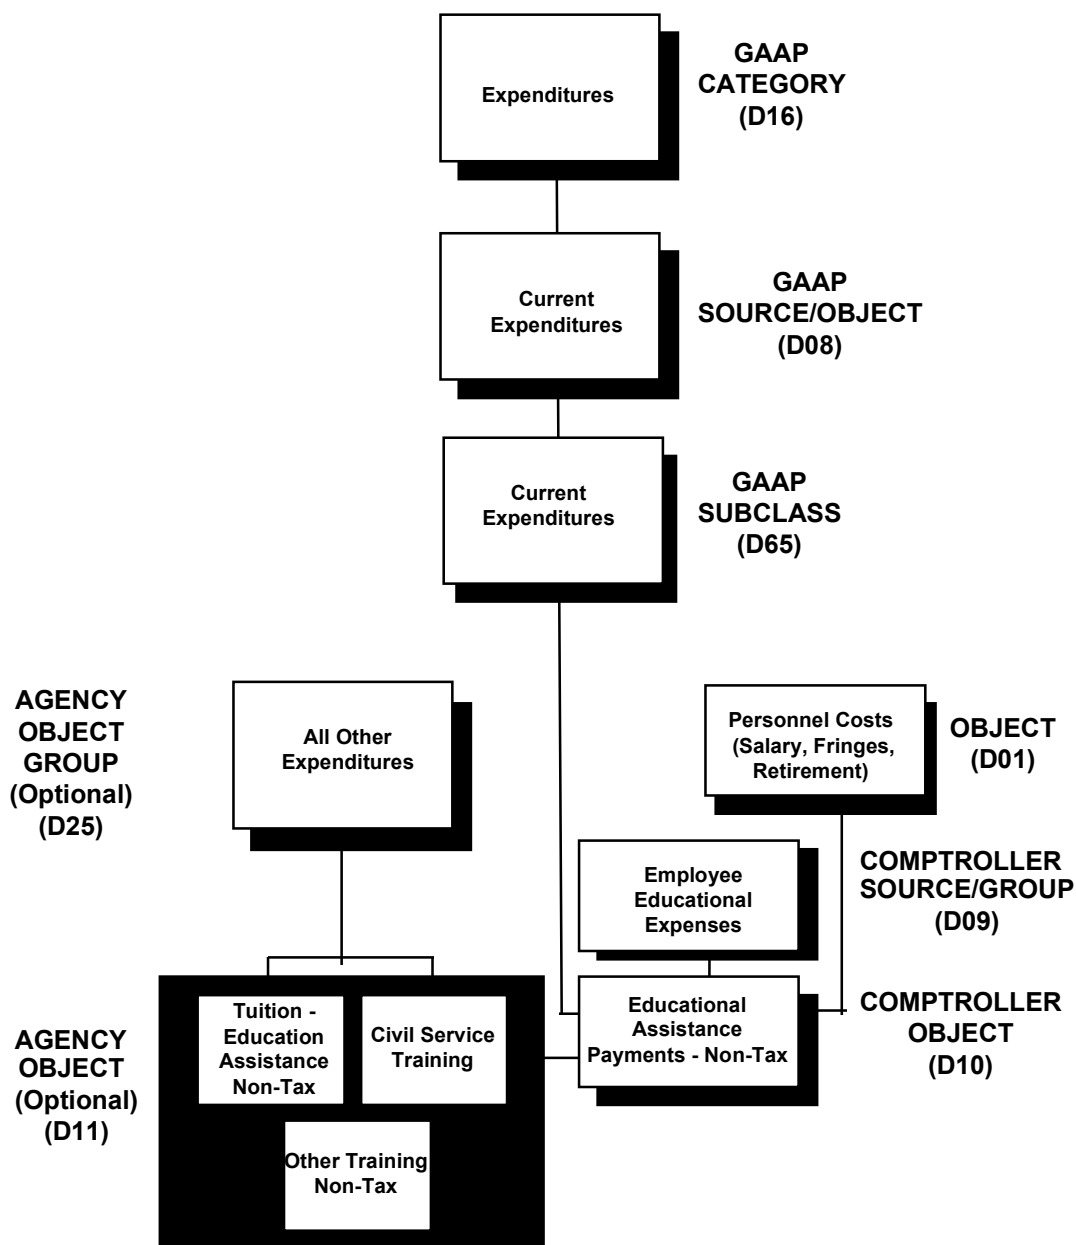 Expenditures
GAAP
CATEGORY
(D16)
Current
Expenditures
GAAP
SOURCE/OBJECT
(D08)
Current
Expenditures
GAAP
SUBCLASS
(D65)
AGENCY
OBJECT
GROUP
(Optional)
(D25)
All Other
Expenditures
Personnel Costs
(Salary, Fringes,
Retirement)
OBJECT
(D01)
Employee
Educational
Expenses
COMPTROLLER
SOURCE/GROUP
(D09)
AGENCY
OBJECT
(Optional)
(D11)
Tuition -
Education
Assistance
Non-Tax
Civil Service
Training
Other Training
Non-Tax
Educational
Assistance
Payments - Non-Tax
COMPTROLLER
OBJECT
(D10)